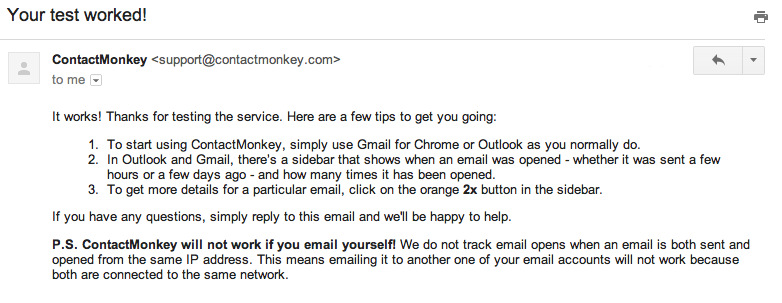 Your test worked!
ContactMonkey <support@contactmonkey.com>
to me
It works! Thanks for testing the service. Here are a few tips to get you going:
1. To start using ContactMonkey, simply use Gmail for Chrome or Outlook as you normally do.
2. In Outlook and Gmail, there's a sidebar that shows when an email was opened - whether it was sent a few
hours or a few days ago - and how many times it has been opened.
3. To get more details for a particular email, click on the orange 2x button in the sidebar.
If you have any questions, simply reply to this email and we'll be happy to help.
P.S. ContactMonkey will not work if you email yourself! We do not track email opens when an email is both sent and
opened from the same IP address. This means emailing it to another one of your email accounts will not work because
both are connected to the same network.